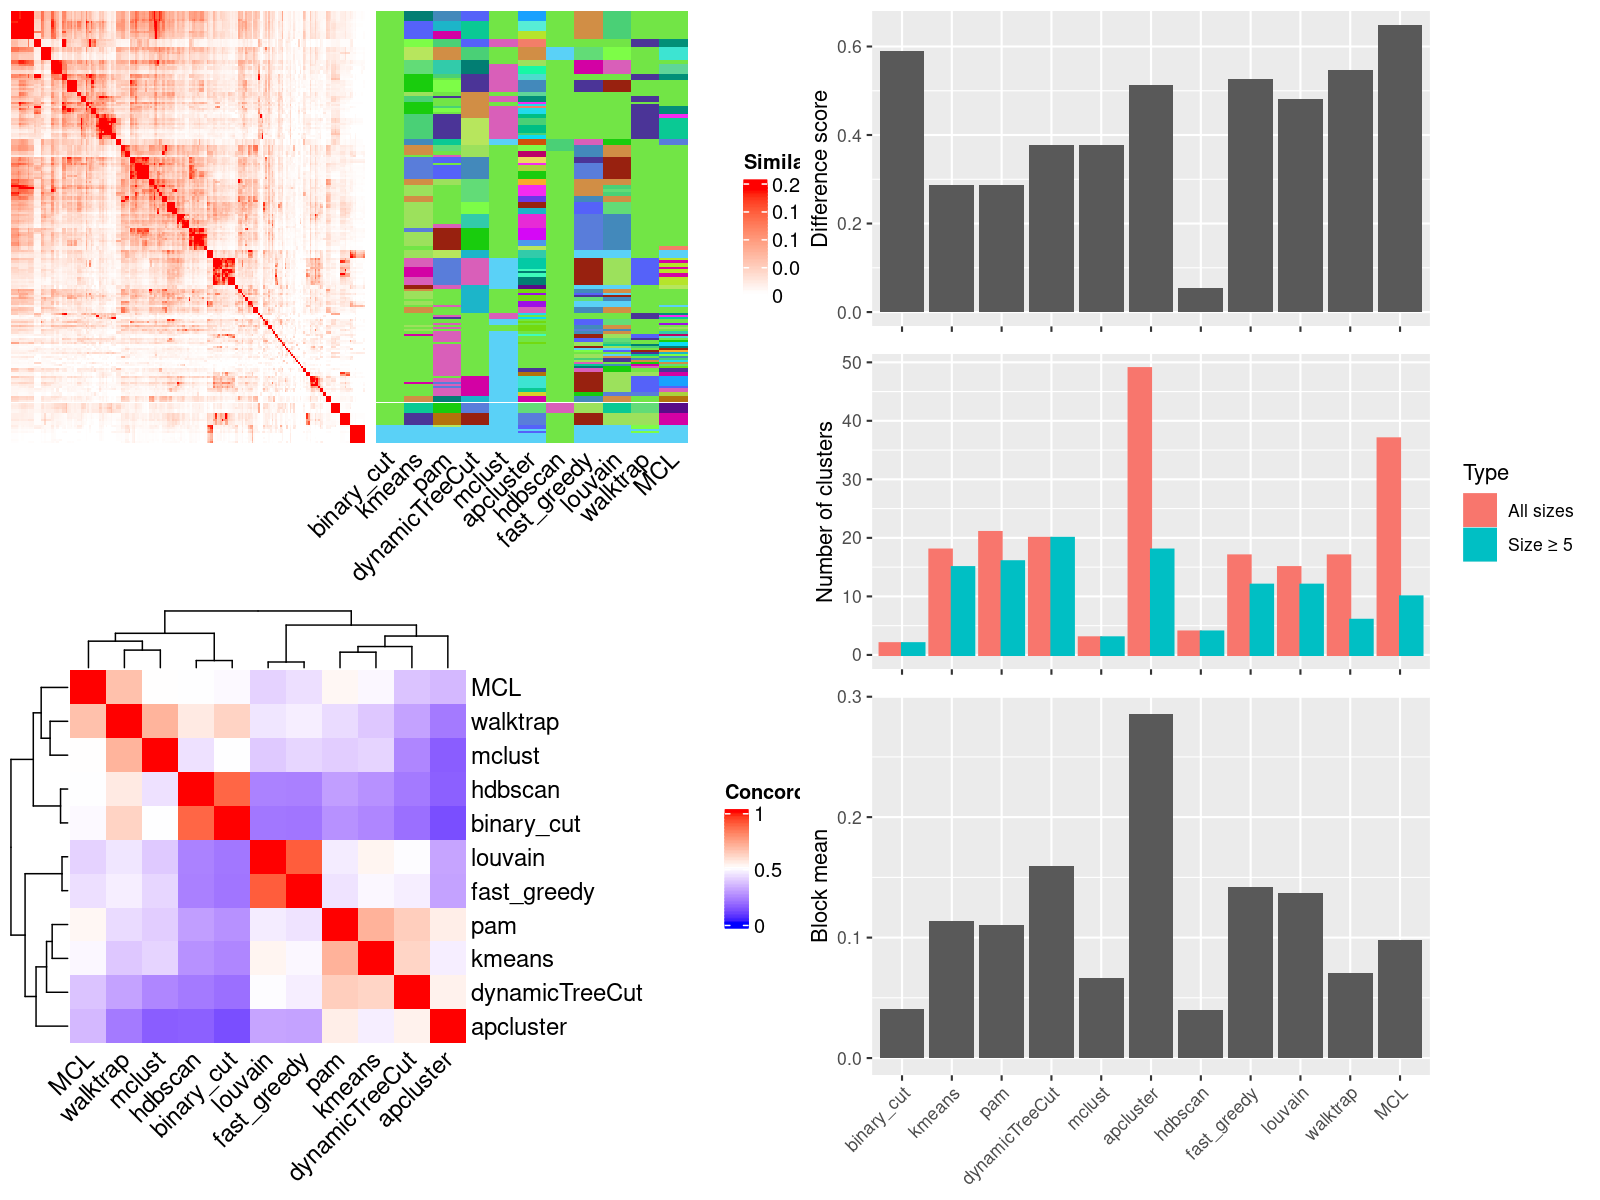 Simila
0.2
0.1
0.1
0.0
0
binary_cut
kmeans
pam
dynamicTreeCut
mclust
apcluster
hdbscan
fast_greedy
louvain
walktrap
MCL
MCL
walktrap
mclust
hdbscan
binary_cut
louvain
fast_greedy
pam
kmeans
dynamicTreeCut
apcluster
MCL
walktrap
mclust
hdbscan
binary_cut
louvain
fast_greedy
pam
kmeans
dynamicTreeCut
apcluster
Concord
1
0.5
0
Difference score
0.6
0.4
0.2
0.0
Number of clusters
50
40
30
20
10
0
Type
All sizes
Size ≥ 5
Block mean
0.3
0.2
0.1
0.0
binary_cut
kmeans
pam
dynamicTreeCut
mclust
apcluster
hdbscan
fast_greedy
louvain
walktrap
MCL